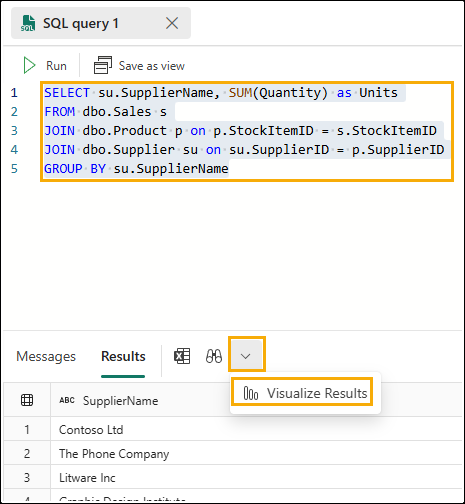 SQL query 1
Run Save as view
1 SELECT su.SupplierName, SUM(Quantity) as Units
2 FROM dbo.Sales s
3 JOIN dbo.Product p on p.StockItemID = s.StockItemID
4 JOIN dbo.Supplier su on su.SupplierID = p.SupplierID
5 GROUP BY su.SupplierName
Messages Results
Visualize Results
ABC SupplierName
1 Contoso Ltd
2 The Phone Company
3 Litware Inc
4 Graphic Design Institute